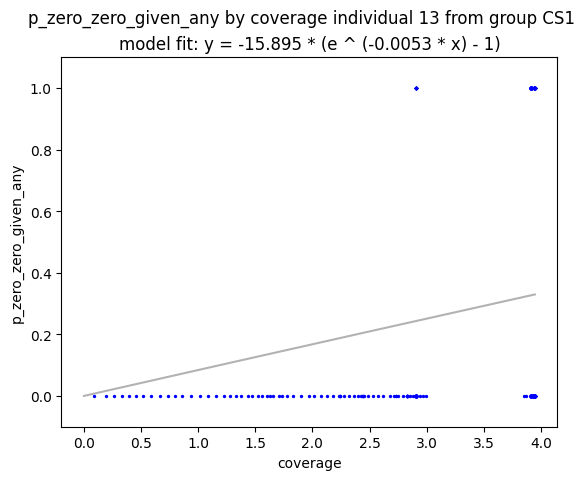 p_zero_zero_given_any by coverage individual 13 from group CS1
model fit: y = -15.895 * (e ^ (-0.0053 * x) - 1)
1.0
0.8
0.6
0.4
0.2
0.0
p_zero_zero_given_any
0.0 0.5 1.0 1.5 2.0 2.5 3.0 3.5 4.0
coverage